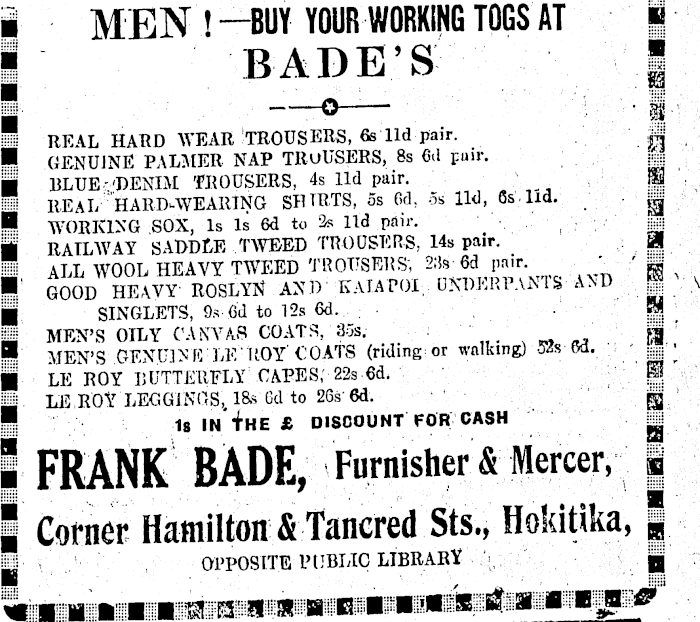 MEN !—BUY YOUR WORKING TOGS AT
BADE'S
REAL HARD WEAR TROUSERS, 6s 11d pair.
GENUINE PALMER NAP TROUSERS, 8s 6d pair.
BLUE DENIM TROUSERS, 4s 11d pair.
REAL HARD-WEARING SHIRTS, 5s 6d, 5s 11d, 6s 11d.
WORKING SOX, 1s 1s 6d to 2s 11d pair.
RAILWAY SADDLE TWEED TROUSERS, 14s pair.
ALL WOOL HEAVY TWEED TROUSERS, 23s 6d pair.
GOOD HEAVY ROSLYN AND KAIAPOI UNDERPANTS AND
SINGLETS, 9s 6d to 12s 6d.
MEN'S OILY CANVAS COATS, 35s.
MEN'S GENUINE LE ROY COATS (riding or walking) 52s 6d.
LE ROY BUTTERFLY CAPES, 22s 6d.
LE ROY LEGGINGS, 18s 6d to 26s 6d.
1s IN THE £ DISCOUNT FOR CASH
FRANK BADE, Furnisher & Mercer,
Corner Hamilton & Tancred Sts., Hokitika,
OPPOSITE PUBLIC LIBRARY